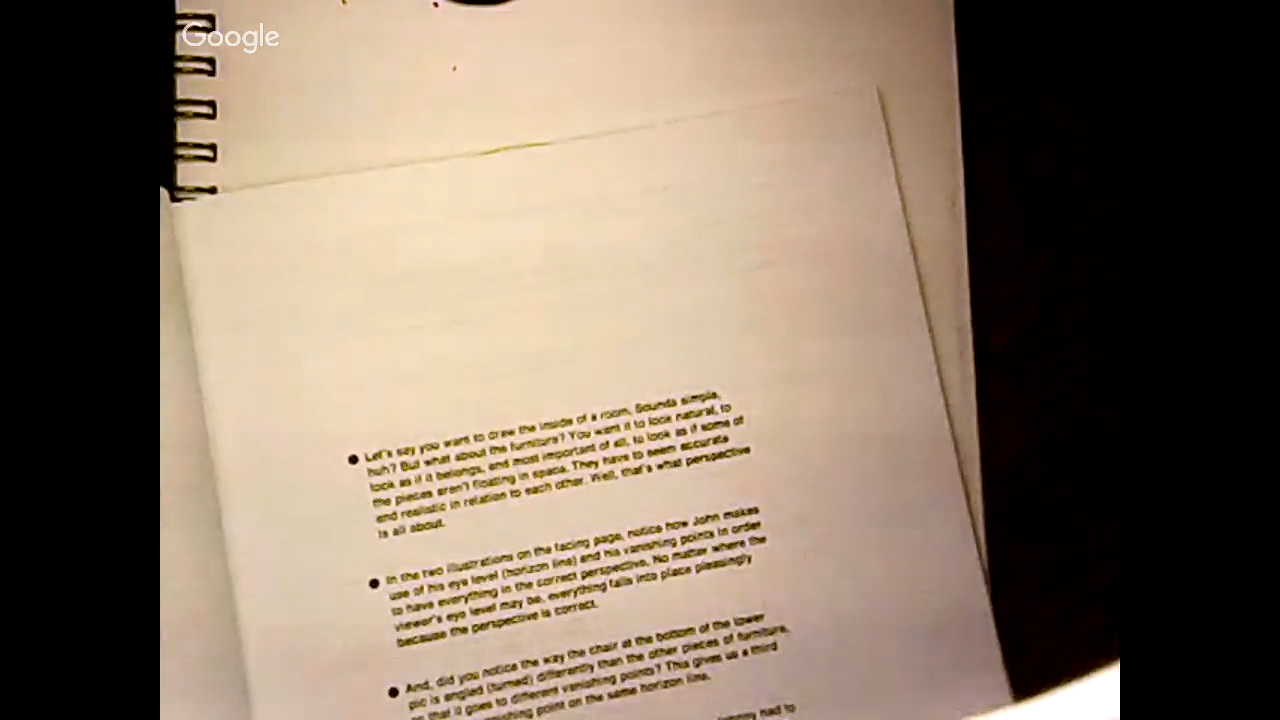 Google
Let's say you want to draw the inside of a room. Sounds simple,
huh? But what about the furniture? You want it to look natural, to
look as if it belongs, and most important of all, to look as if some of
the pieces aren't floating in space. They have to seem accurate
and realistic in relation to each other. Well, that's what perspective
is all about.
In the two illustrations on the facing page, notice how John makes
use of his eye level (horizon line) and his vanishing points in order
to have everything in the correct perspective. No matter where the
viewer's eye level may be, everything falls into place pleasingly
because the perspective is correct.
And, did you notice the way the chair at the bottom of the lower
pic is angled (turned) differently than the other pieces of furniture,
so that it goes to different vanishing points? This gives us a third
point on the same horizon line.
had to